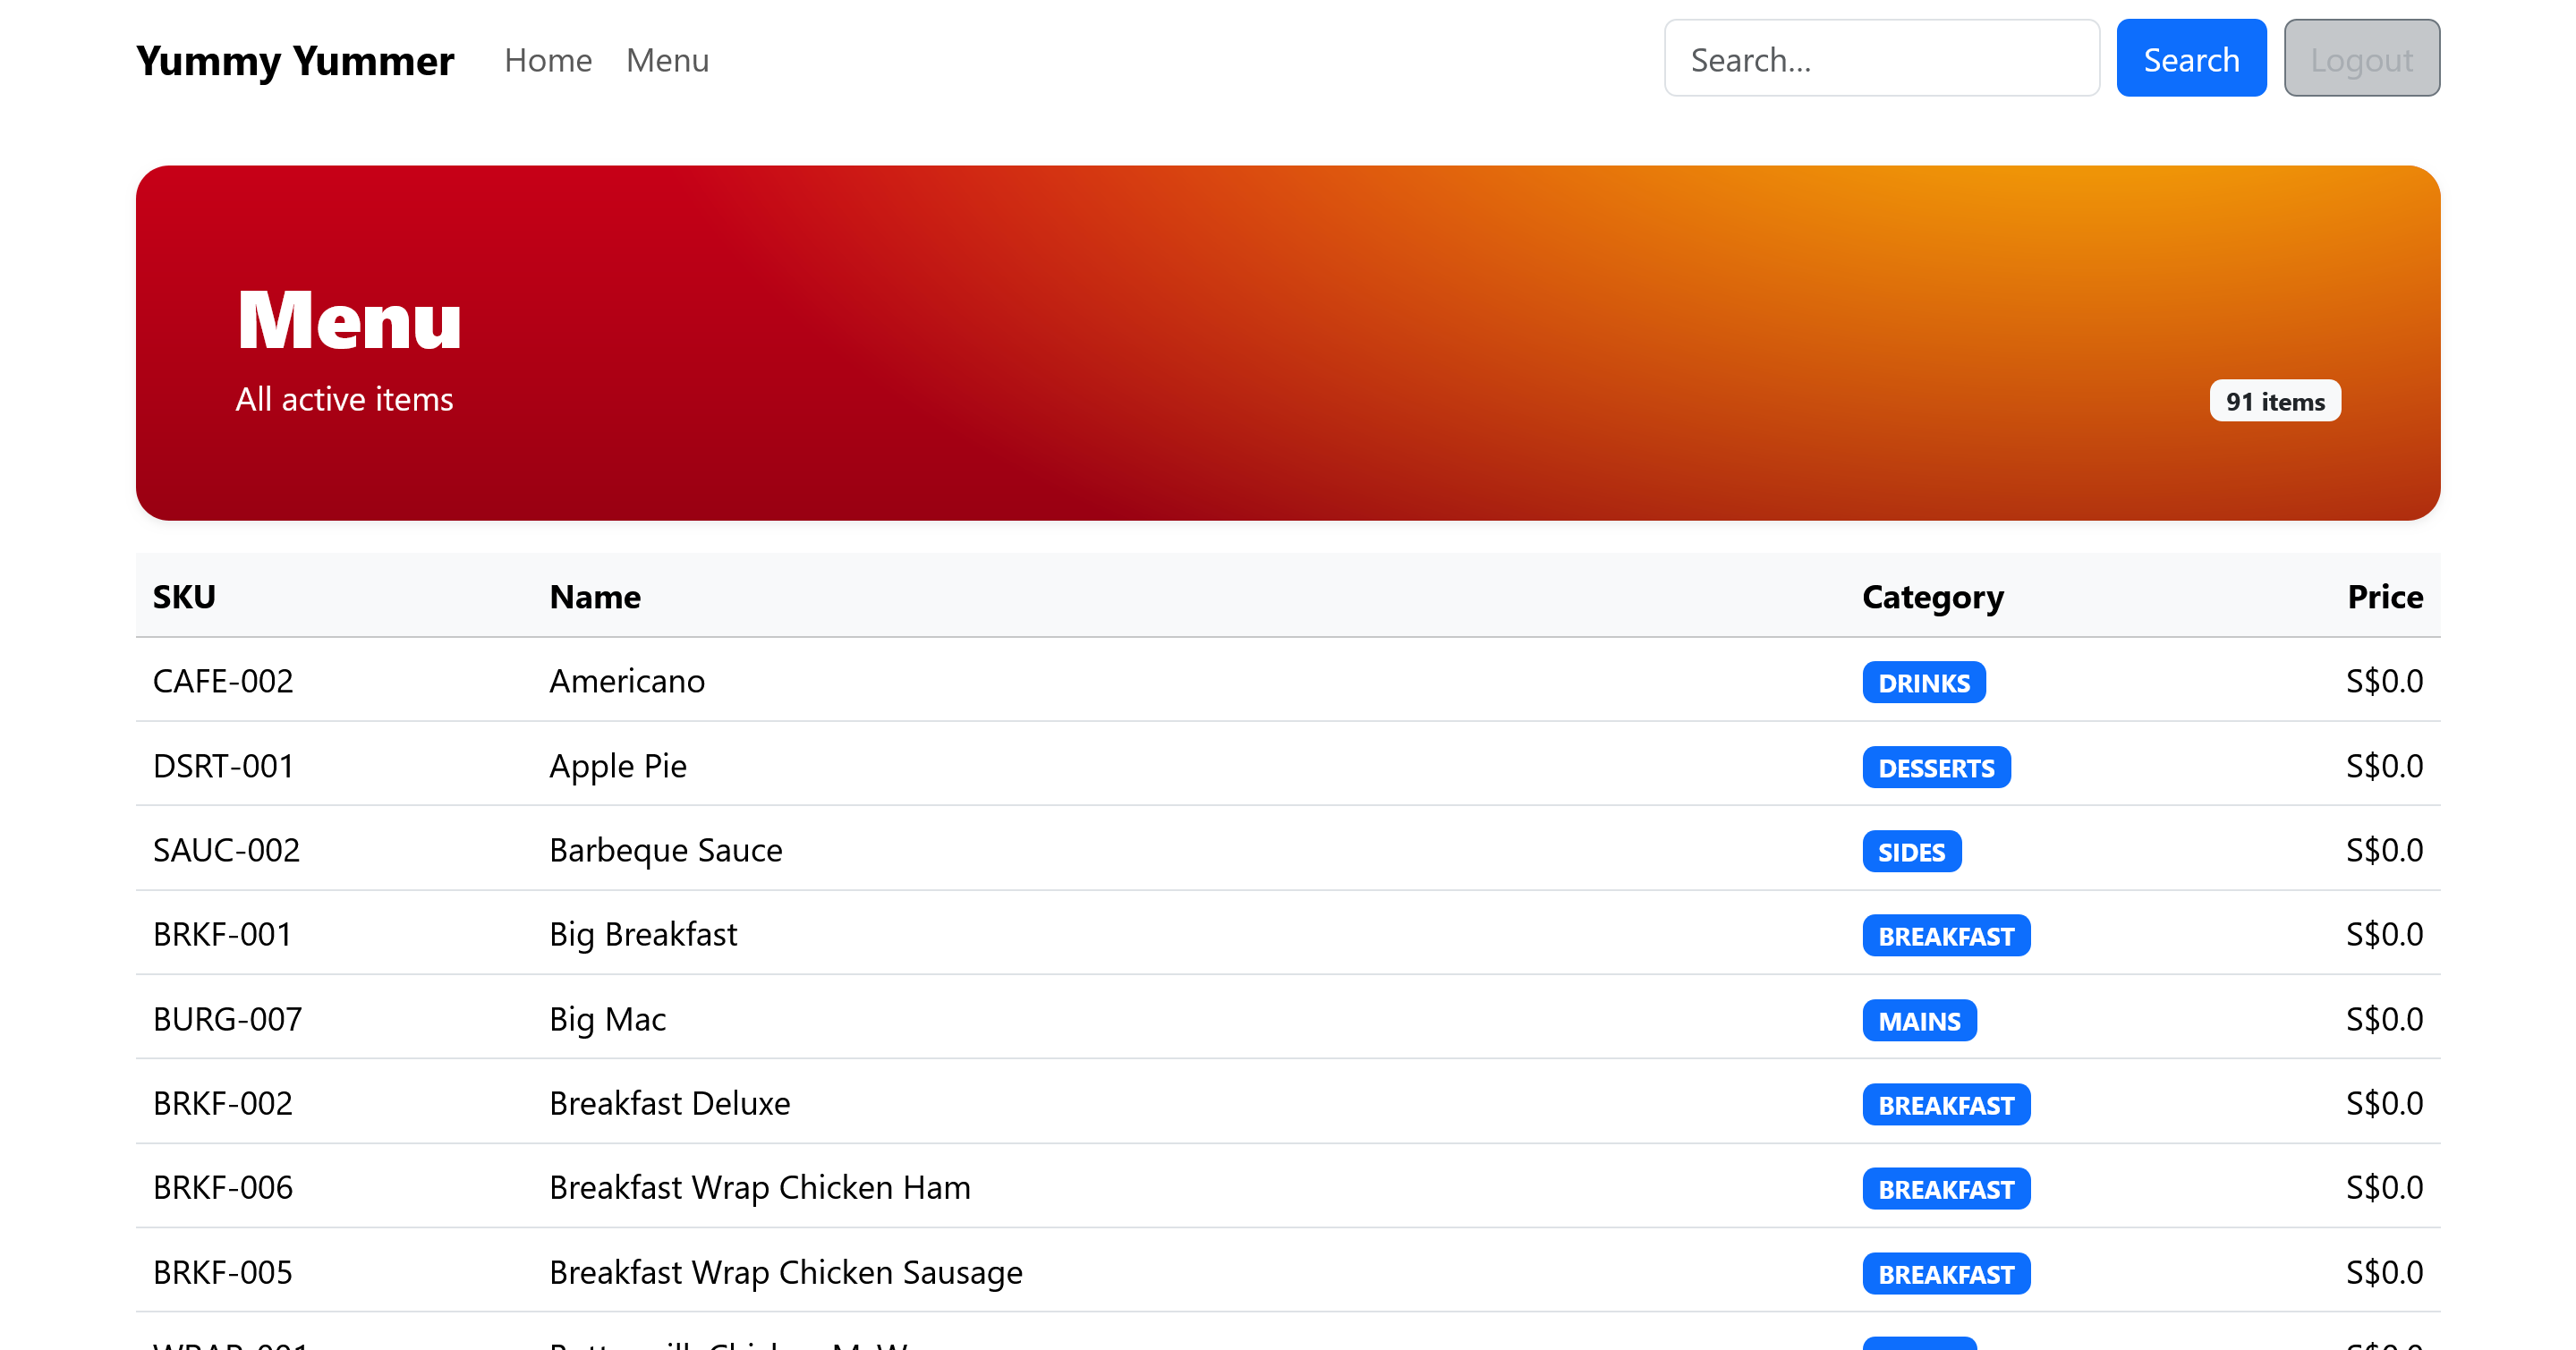 Yummy Yummer Home Menu Search... Search Logout
Menu
All active items
91 items
SKU Name Category Price
CAFE-002 Americano DRINKS S$0.0
DSRT-001 Apple Pie DESSERTS S$0.0
SAUC-002 Barbeque Sauce SIDES S$0.0
BRKF-001 Big Breakfast BREAKFAST S$0.0
BURG-007 Big Mac MAINS S$0.0
BRKF-002 Breakfast Deluxe BREAKFAST S$0.0
BRKF-006 Breakfast Wrap Chicken Ham BREAKFAST S$0.0
BRKF-005 Breakfast Wrap Chicken Sausage BREAKFAST S$0.0